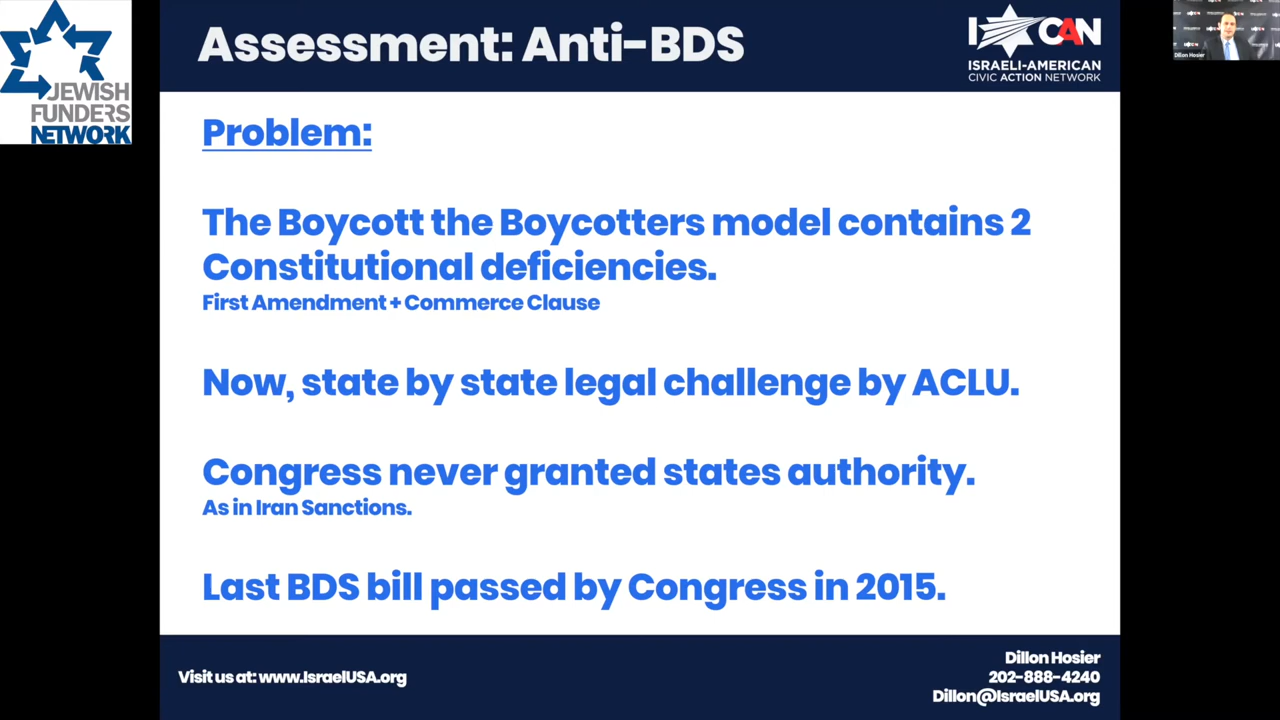 JEWISH
FUNDERS
NETWORK
Assessment: Anti-BDS
I CAN
ISRAELI-AMERICAN
CIVIC ACTION NETWORK
Dillon Hosier
Problem:
The Boycott the Boycotters model contains 2
Constitutional deficiencies.
First Amendment + Commerce Clause
Now, state by state legal challenge by ACLU.
Congress never granted states authority.
As in Iran Sanctions.
Last BDS bill passed by Congress in 2015.
Visit us at: www.IsraelUSA.org
Dillon Hosier
202-888-4240
Dillon@IsraelUSA.org